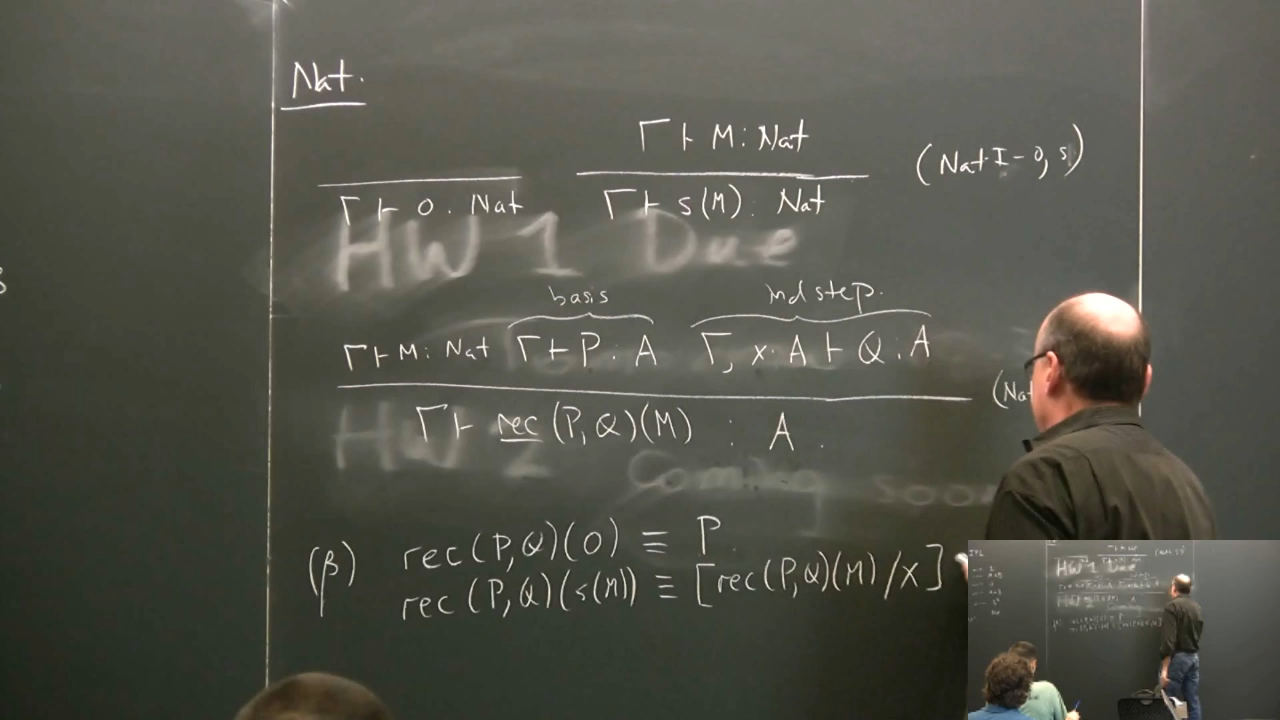 Nat.
Γ ⊢ M : Nat
(Nat I - 0, s)
Γ ⊢ 0 : Nat Γ ⊢ s(M) : Nat
HW 1 Due
basis ind step.
Γ ⊢ M : Nat Γ ⊢ P : A Γ, x : A ⊢ Q : A
(Nat
Γ ⊢ rec (P, Q)(M) : A.
HW 2 Coming soon
(β) rec(P, Q)(0) ≡ P
rec (P, Q)(s(M)) ≡ [rec(P, Q)(M) / x]